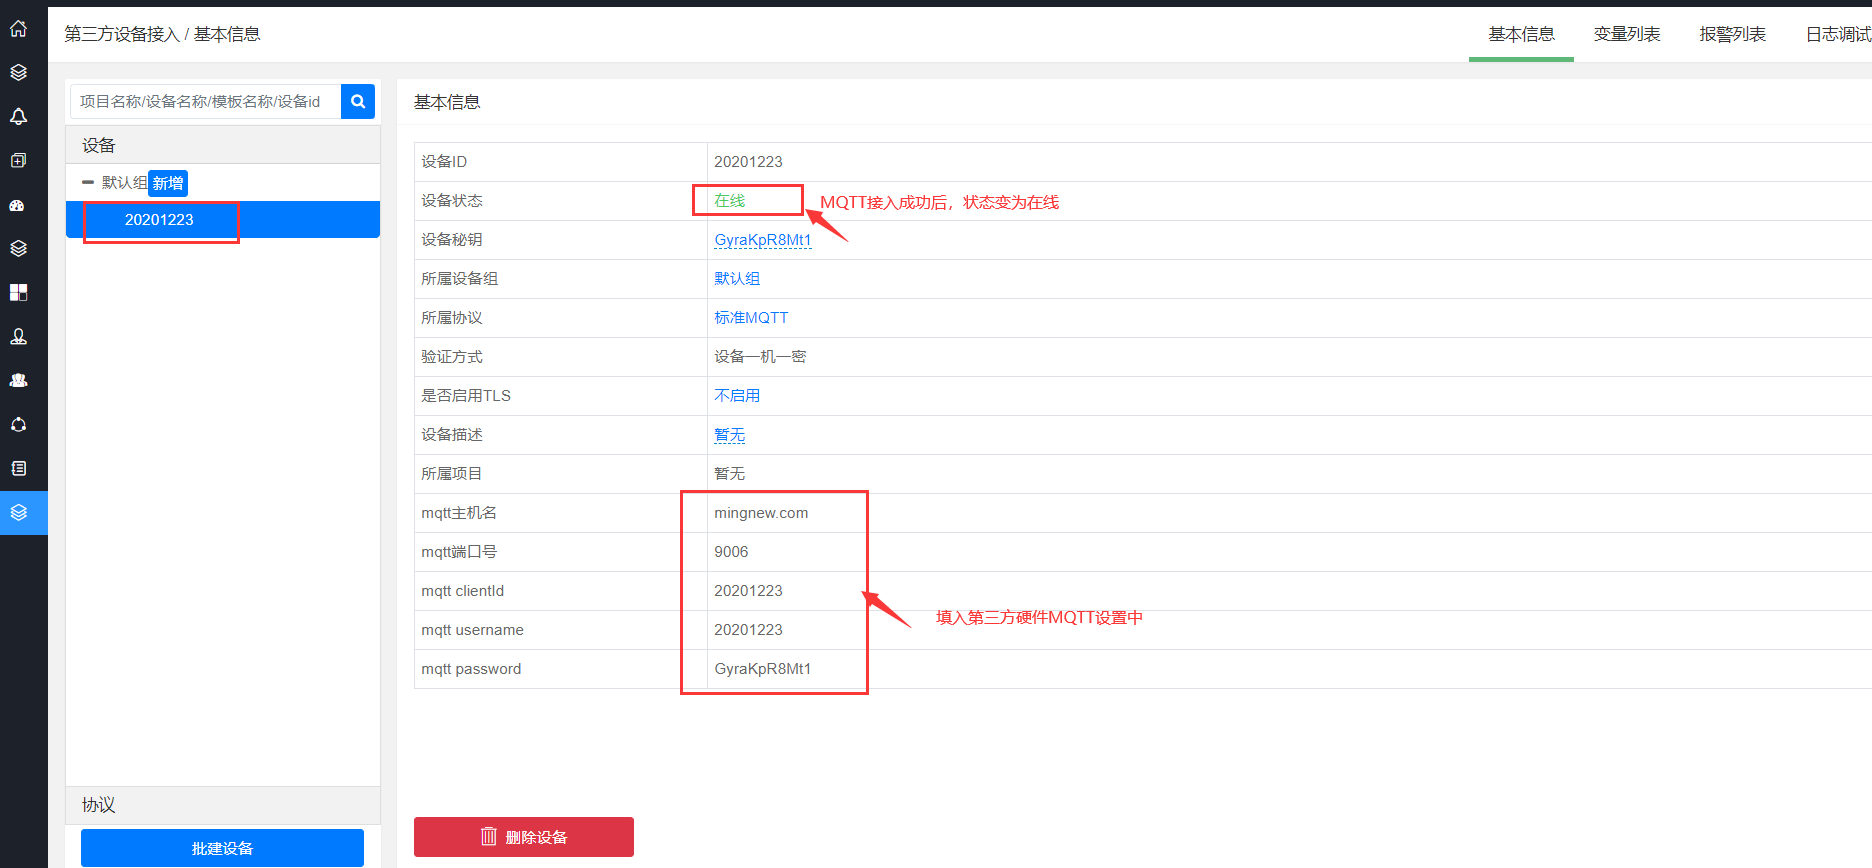 第三方设备接入 / 基本信息
基本信息 变量列表 报警列表 日志调试
项目名称/设备名称/模板名称/设备id
设备
默认组 新增
20201223
协议
批建设备
基本信息
设备ID 20201223
设备状态 在线
MQTT接入成功后，状态变为在线
设备秘钥 GyraKpR8Mt1
所属设备组 默认组
所属协议 标准MQTT
验证方式 设备一机一密
是否启用TLS 不启用
设备描述 暂无
所属项目 暂无
mqtt主机名 mingnew.com
mqtt端口号 9006
mqtt clientId 20201223
填入第三方硬件MQTT设置中
mqtt username 20201223
mqtt password GyraKpR8Mt1
删除设备